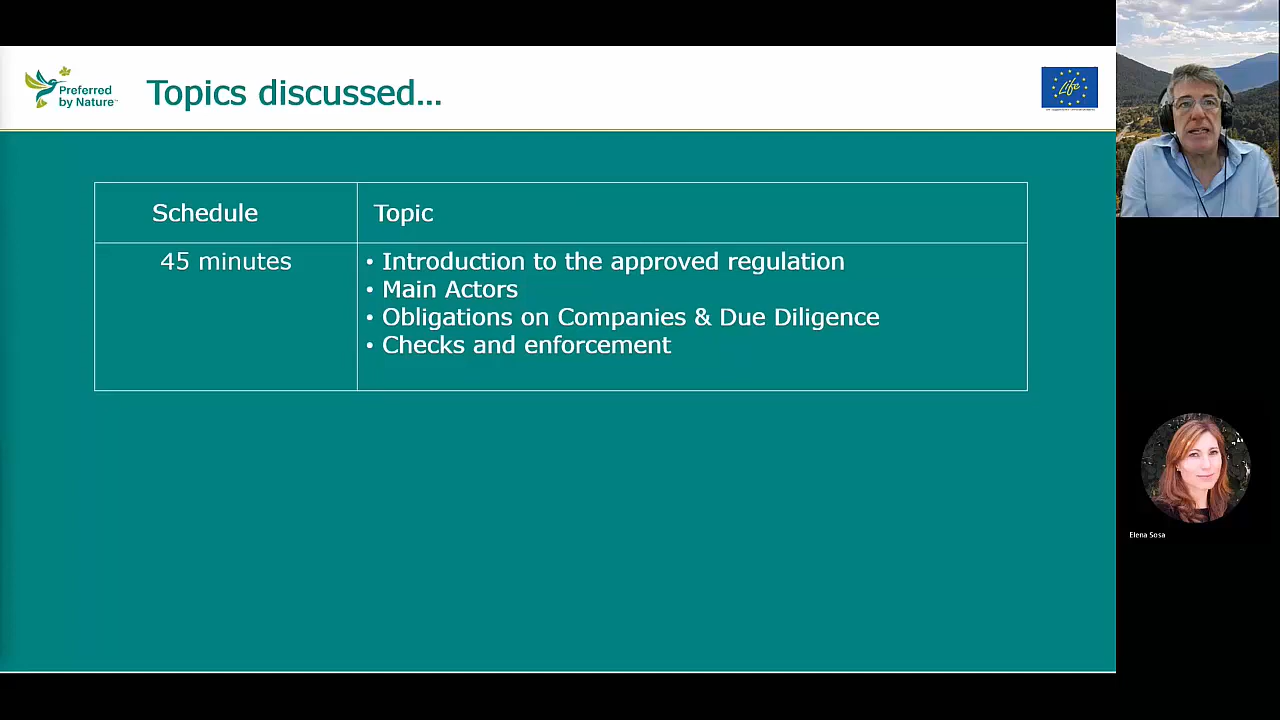 Preferred
by Nature™
Topics discussed...
Life
Schedule
Topic
45 minutes
• Introduction to the approved regulation
• Main Actors
• Obligations on Companies & Due Diligence
• Checks and enforcement
Elena Sosa